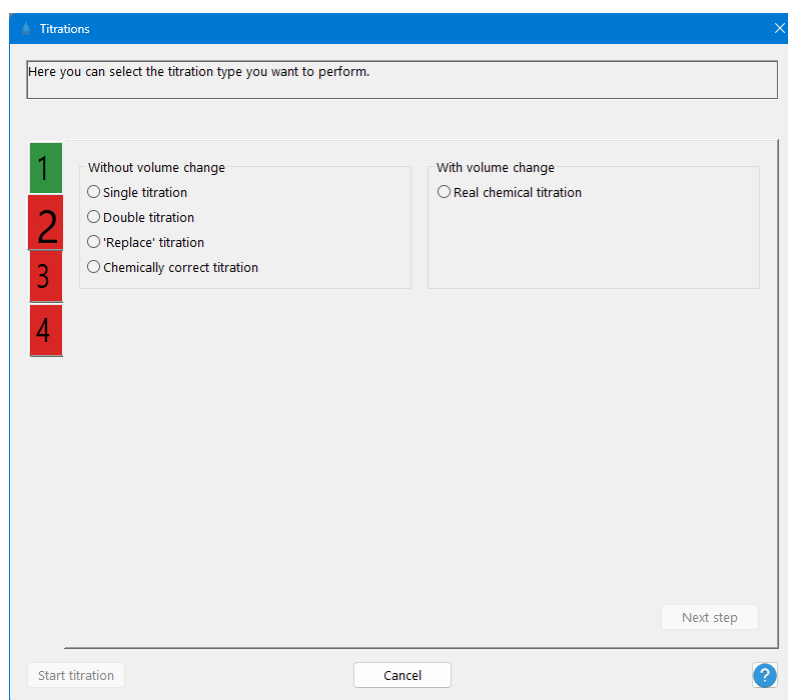 Titrations
Here you can select the titration type you want to perform.
1
2
3
4
Without volume change
Single titration
Double titration
'Replace' titration
Chemically correct titration
With volume change
Real chemical titration
Next step
Start titration
Cancel
?